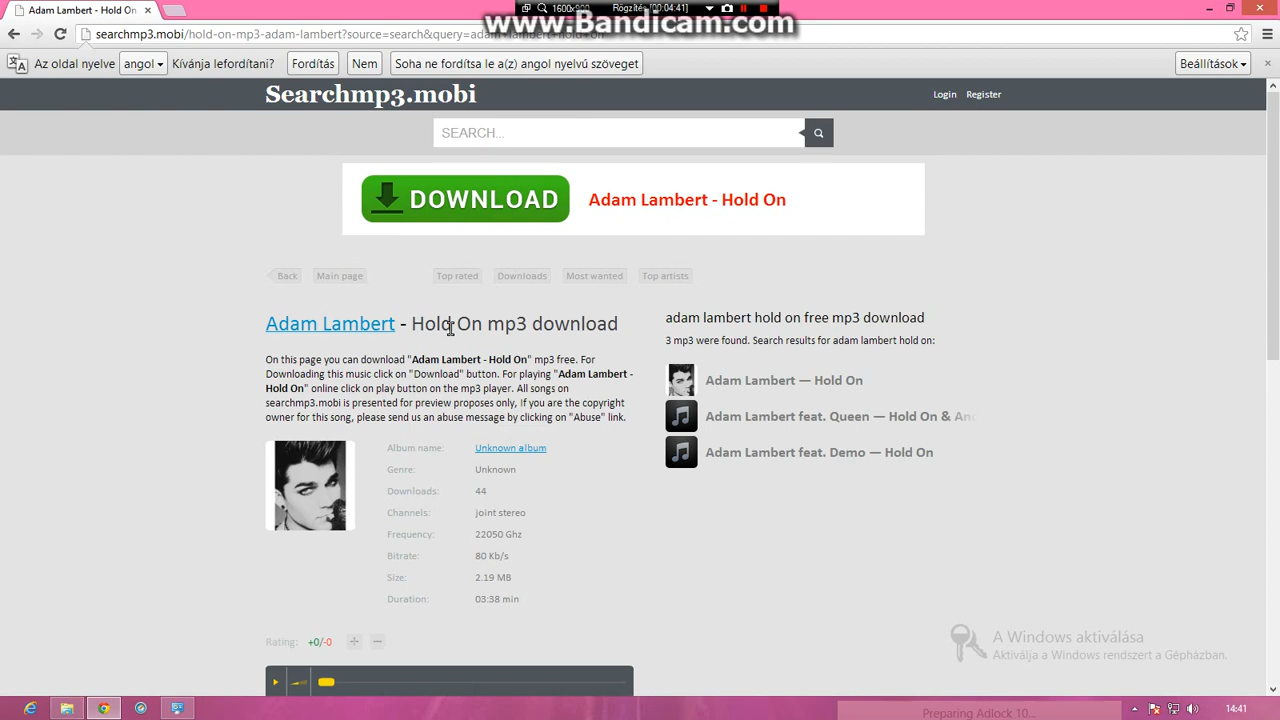 Adam Lambert - Hold On
1600x900
Rögzítés [00:04:41]
www.Bandicam.com
searchmp3.mobi/hold-on-mp3-adam-lambert?source=search&query=adam+lambert+hold+on
Az oldal nyelve angol Kívánja lefordítani? Fordítás Nem Soha ne fordítsa le a(z) angol nyelvű szöveget Beállítások
Searchmp3.mobi
Login Register
SEARCH...
DOWNLOAD Adam Lambert - Hold On
Back Main page Top rated Downloads Most wanted Top artists
Adam Lambert - Hold On mp3 download
On this page you can download "Adam Lambert - Hold On" mp3 free. For
Downloading this music click on "Download" button. For playing "Adam Lambert -
Hold On" online click on play button on the mp3 player. All songs on
searchmp3.mobi is presented for preview proposes only, If you are the copyright
owner for this song, please send us an abuse message by clicking on "Abuse" link.
Album name: Unknown album
Genre: Unknown
Downloads: 44
Channels: joint stereo
Frequency: 22050 Ghz
Bitrate: 80 Kb/s
Size: 2.19 MB
Duration: 03:38 min
Rating: +0/-0
adam lambert hold on free mp3 download
3 mp3 were found. Search results for adam lambert hold on:
Adam Lambert — Hold On
Adam Lambert feat. Queen — Hold On & And
Adam Lambert feat. Demo — Hold On
A Windows aktiválása
Aktiválja a Windows rendszert a Gépházban.
Preparing Adlock 10...
14:41